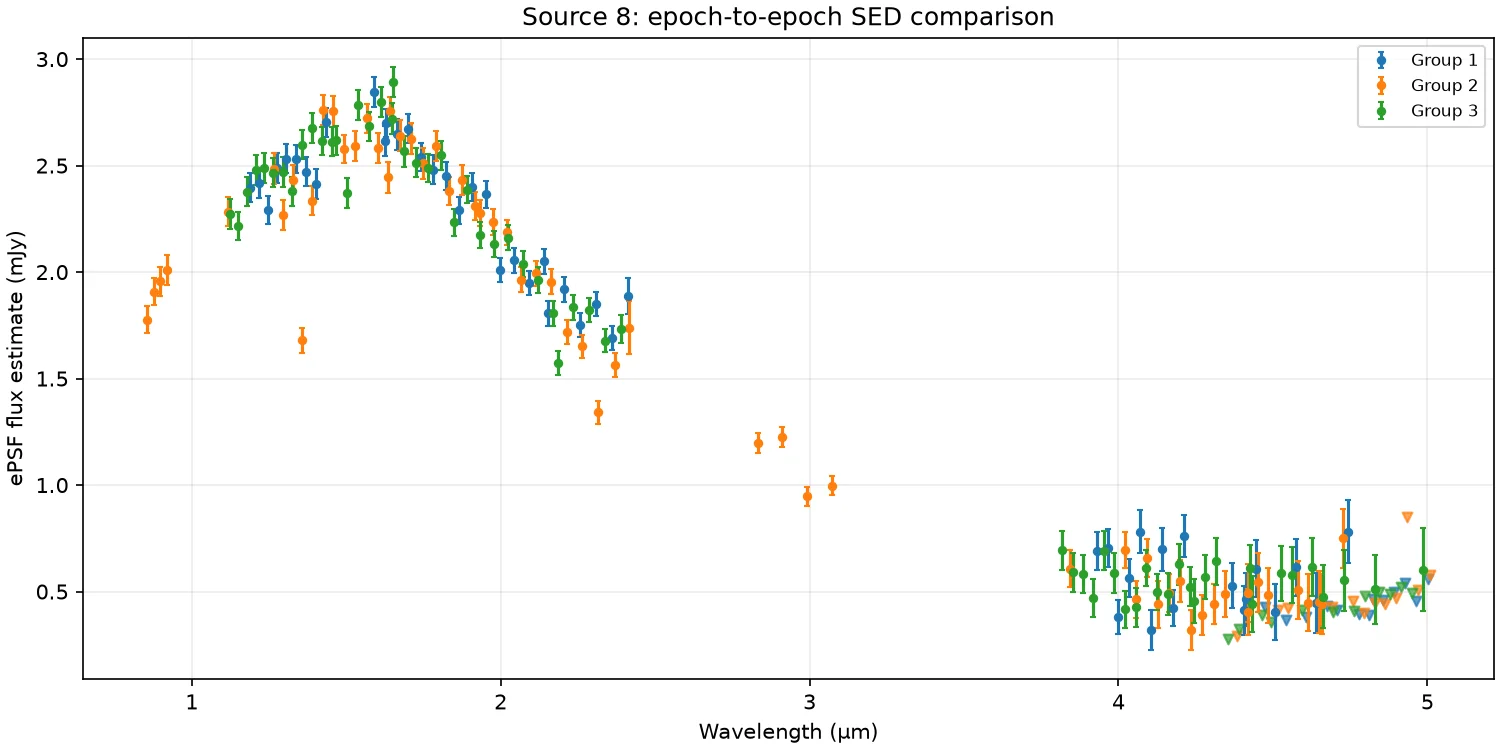 Source 8: epoch-to-epoch SED comparison
ePSF flux estimate (mJy)
3.0
2.5
2.0
1.5
1.0
0.5
Group 1
Group 2
Group 3
1 2 3 4 5
Wavelength (µm)